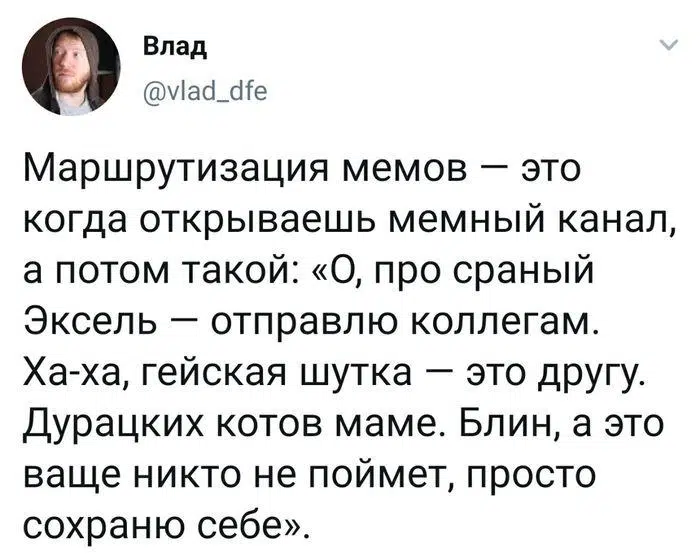 Влад
@vlad_dfe
Маршрутизация мемов — это
когда открываешь мемный канал,
а потом такой: «О, про сраный
Эксель — отправлю коллегам.
Ха-ха, гейская шутка — это другу.
Дурацких котов маме. Блин, а это
ваще никто не поймет, просто
сохраню себе».